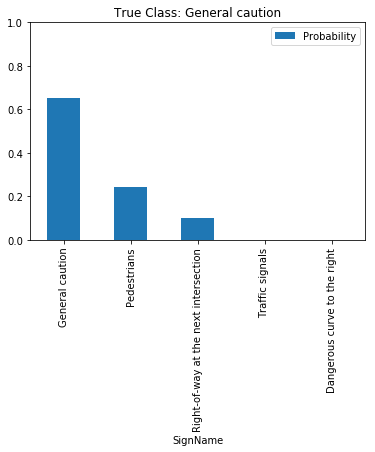 True Class: General caution
Probability
1.0
0.8
0.6
0.4
0.2
0.0
General caution
Pedestrians
Right-of-way at the next intersection
Traffic signals
Dangerous curve to the right
SignName